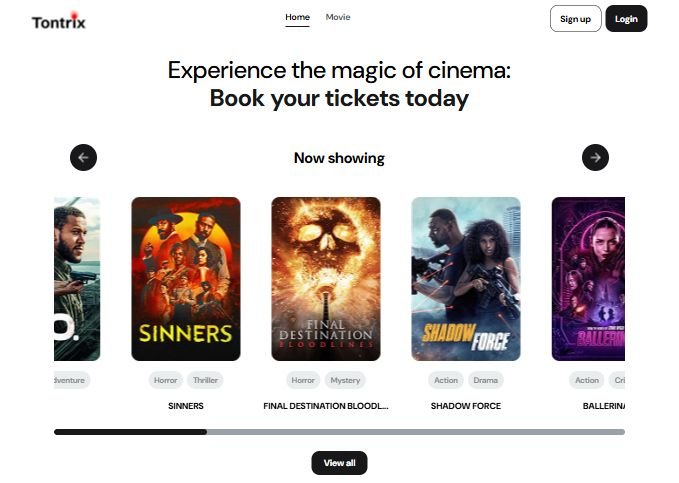 Tontrix
Home Movie
Sign up Login
Experience the magic of cinema:
Book your tickets today
Now showing
O.
SINNERS
FINAL
DESTINATION
BLOODLINES
SHADOW
FORCE
BALLERIN
dventure
Horror Thriller
Horror Mystery
Action Drama
Action Cri
SINNERS
FINAL DESTINATION BLOODL...
SHADOW FORCE
BALLERINA
View all